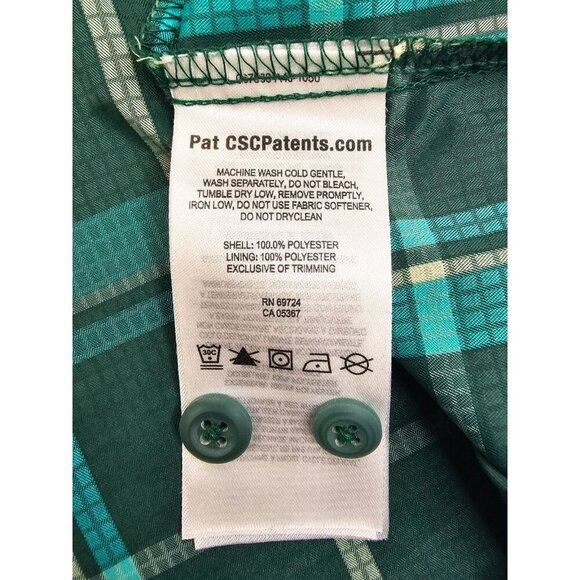 Pat CSCPatents.com
MACHINE WASH COLD GENTLE,
WASH SEPARATELY, DO NOT BLEACH,
TUMBLE DRY LOW, REMOVE PROMPTLY,
IRON LOW, DO NOT USE FABRIC SOFTENER,
DO NOT DRYCLEAN
SHELL: 100.0% POLYESTER
LINING: 100% POLYESTER
EXCLUSIVE OF TRIMMING
RN 69724
CA 05367
30C